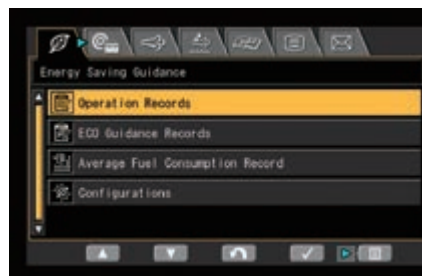 Energy Saving Guidance
Operation Records
ECO Guidance Records
Average Fuel Consumption Record
Configurations